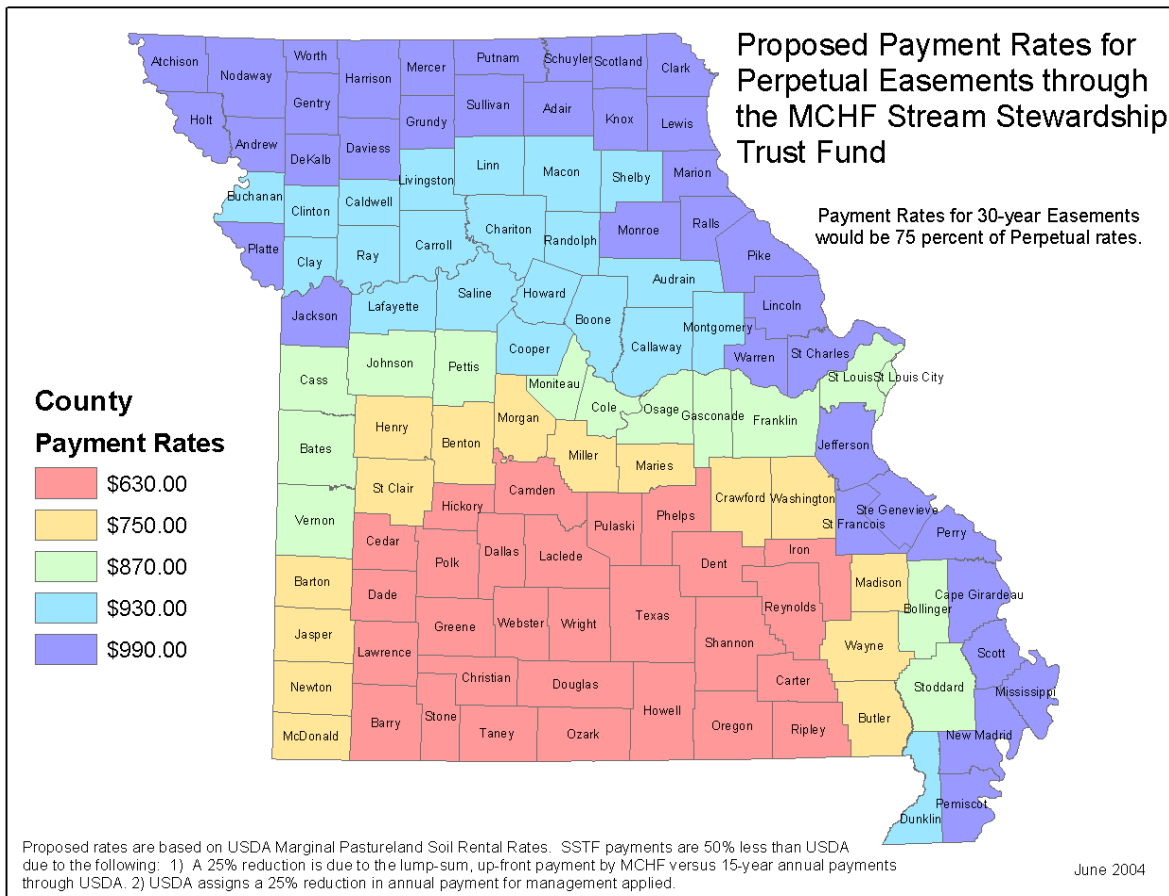 Proposed Payment Rates for
Perpetual Easements through
the MCHF Stream Stewardship
Trust Fund
Payment Rates for 30-year Easements
would be 75 percent of Perpetual rates.
Atchison
Nodaway
Worth
Harrison
Mercer
Putnam
Schuyler
Scotland
Clark
Gentry
Sullivan
Adair
Knox
Lewis
Holt
Andrew
DeKalb
Daviess
Grundy
Livingston
Linn
Macon
Shelby
Marion
Buchanan
Clinton
Caldwell
Chariton
Randolph
Monroe
Ralls
Platte
Clay
Ray
Carroll
Pike
Audrain
Jackson
Lafayette
Saline
Howard
Boone
Callaway
Montgomery
Lincoln
Warren
St Charles
Cooper
Cass
Johnson
Pettis
Moniteau
Cole
Osage
Gasconade
Franklin
St Louis
St Louis City
Bates
Henry
Benton
Morgan
Miller
Maries
Jefferson
St Clair
Vernon
Hickory
Camden
Pulaski
Phelps
Crawford
Washington
St Francois
Ste Genevieve
Perry
Cedar
Polk
Dallas
Laclede
Dent
Iron
Barton
Dade
Madison
Bollinger
Cape Girardeau
Jasper
Greene
Webster
Wright
Texas
Shannon
Reynolds
Wayne
Scott
Lawrence
Newton
Christian
Douglas
Howell
Carter
Stoddard
Mississippi
McDonald
Barry
Stone
Taney
Ozark
Oregon
Ripley
Butler
New Madrid
Dunklin
Pemiscot
County
Payment Rates
$630.00
$750.00
$870.00
$930.00
$990.00
Proposed rates are based on USDA Marginal Pastureland Soil Rental Rates. SSTF payments are 50% less than USDA
due to the following: 1) A 25% reduction is due to the lump-sum, up-front payment by MCHF versus 15-year annual payments
through USDA. 2) USDA assigns a 25% reduction in annual payment for management applied.
June 2004